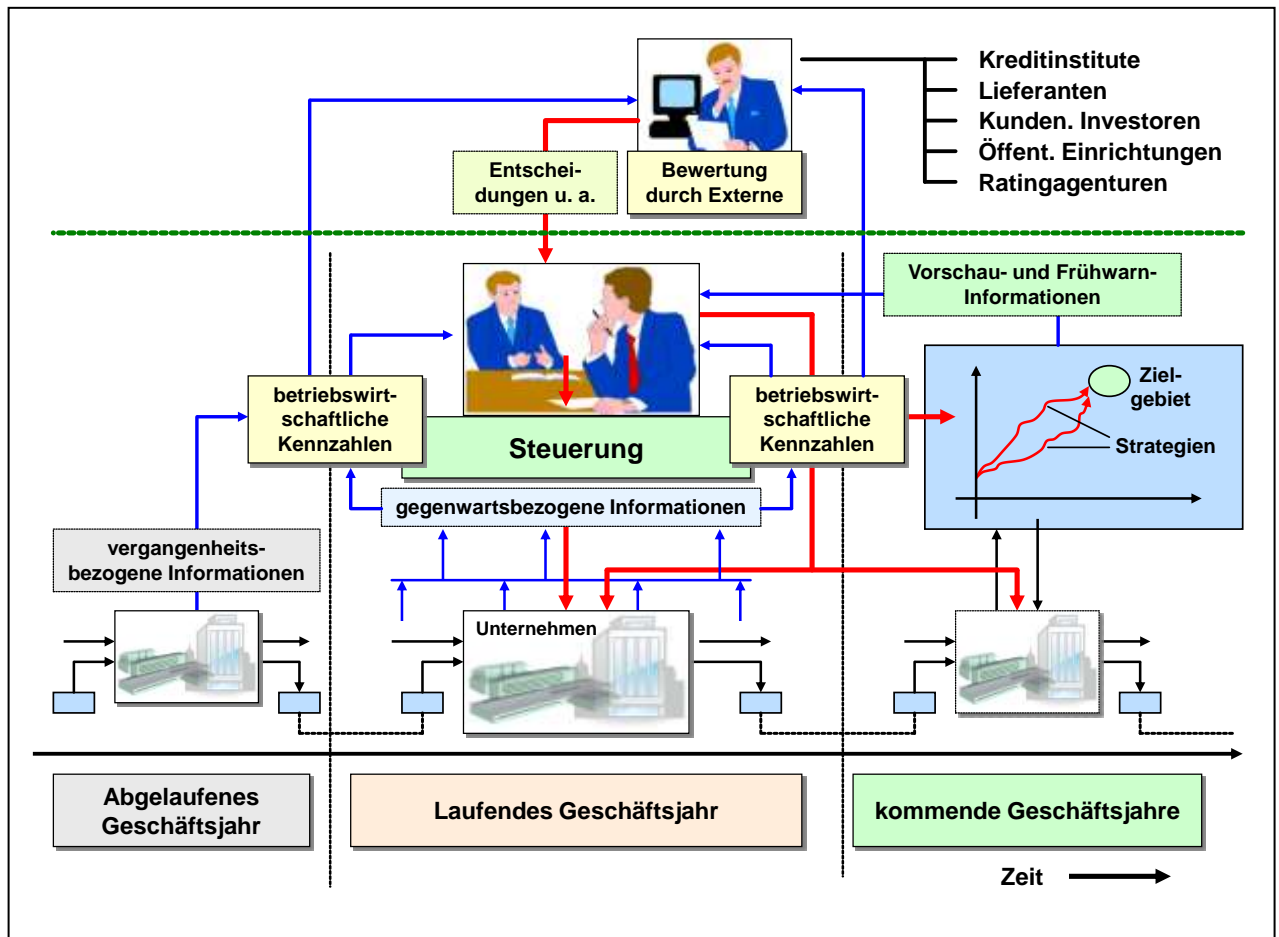 Kreditinstitute
Lieferanten
Kunden. Investoren
Öffent. Einrichtungen
Ratingagenturen
Entschei-
dungen u. a.
Bewertung
durch Externe
Vorschau- und Frühwarn-
Informationen
betriebswirt-
schaftliche
Kennzahlen
Steuerung
betriebswirt-
schaftliche
Kennzahlen
Ziel-
gebiet
Strategien
gegenwartsbezogene Informationen
vergangenheits-
bezogene Informationen
Unternehmen
Abgelaufenes
Geschäftsjahr
Laufendes Geschäftsjahr
kommende Geschäftsjahre
Zeit